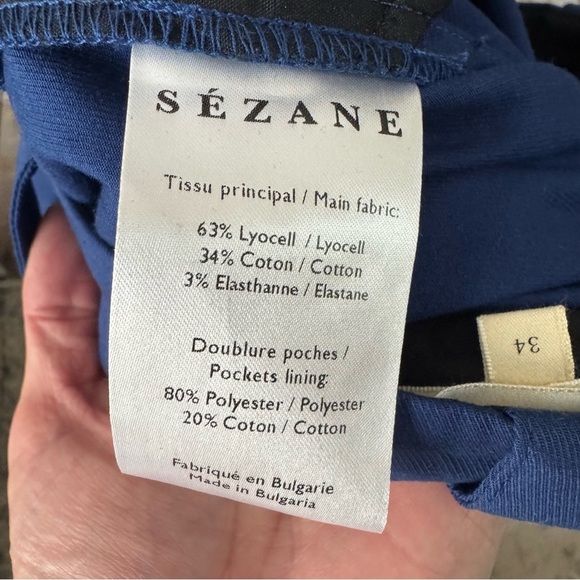 SÉZANE
Tissu principal / Main fabric:
63% Lyocell / Lyocell
34% Coton / Cotton
3% Elasthanne / Elastane
Doublure poches /
Pockets lining:
80% Polyester / Polyester
20% Coton / Cotton
Fabriqué en Bulgarie
Made in Bulgaria
34